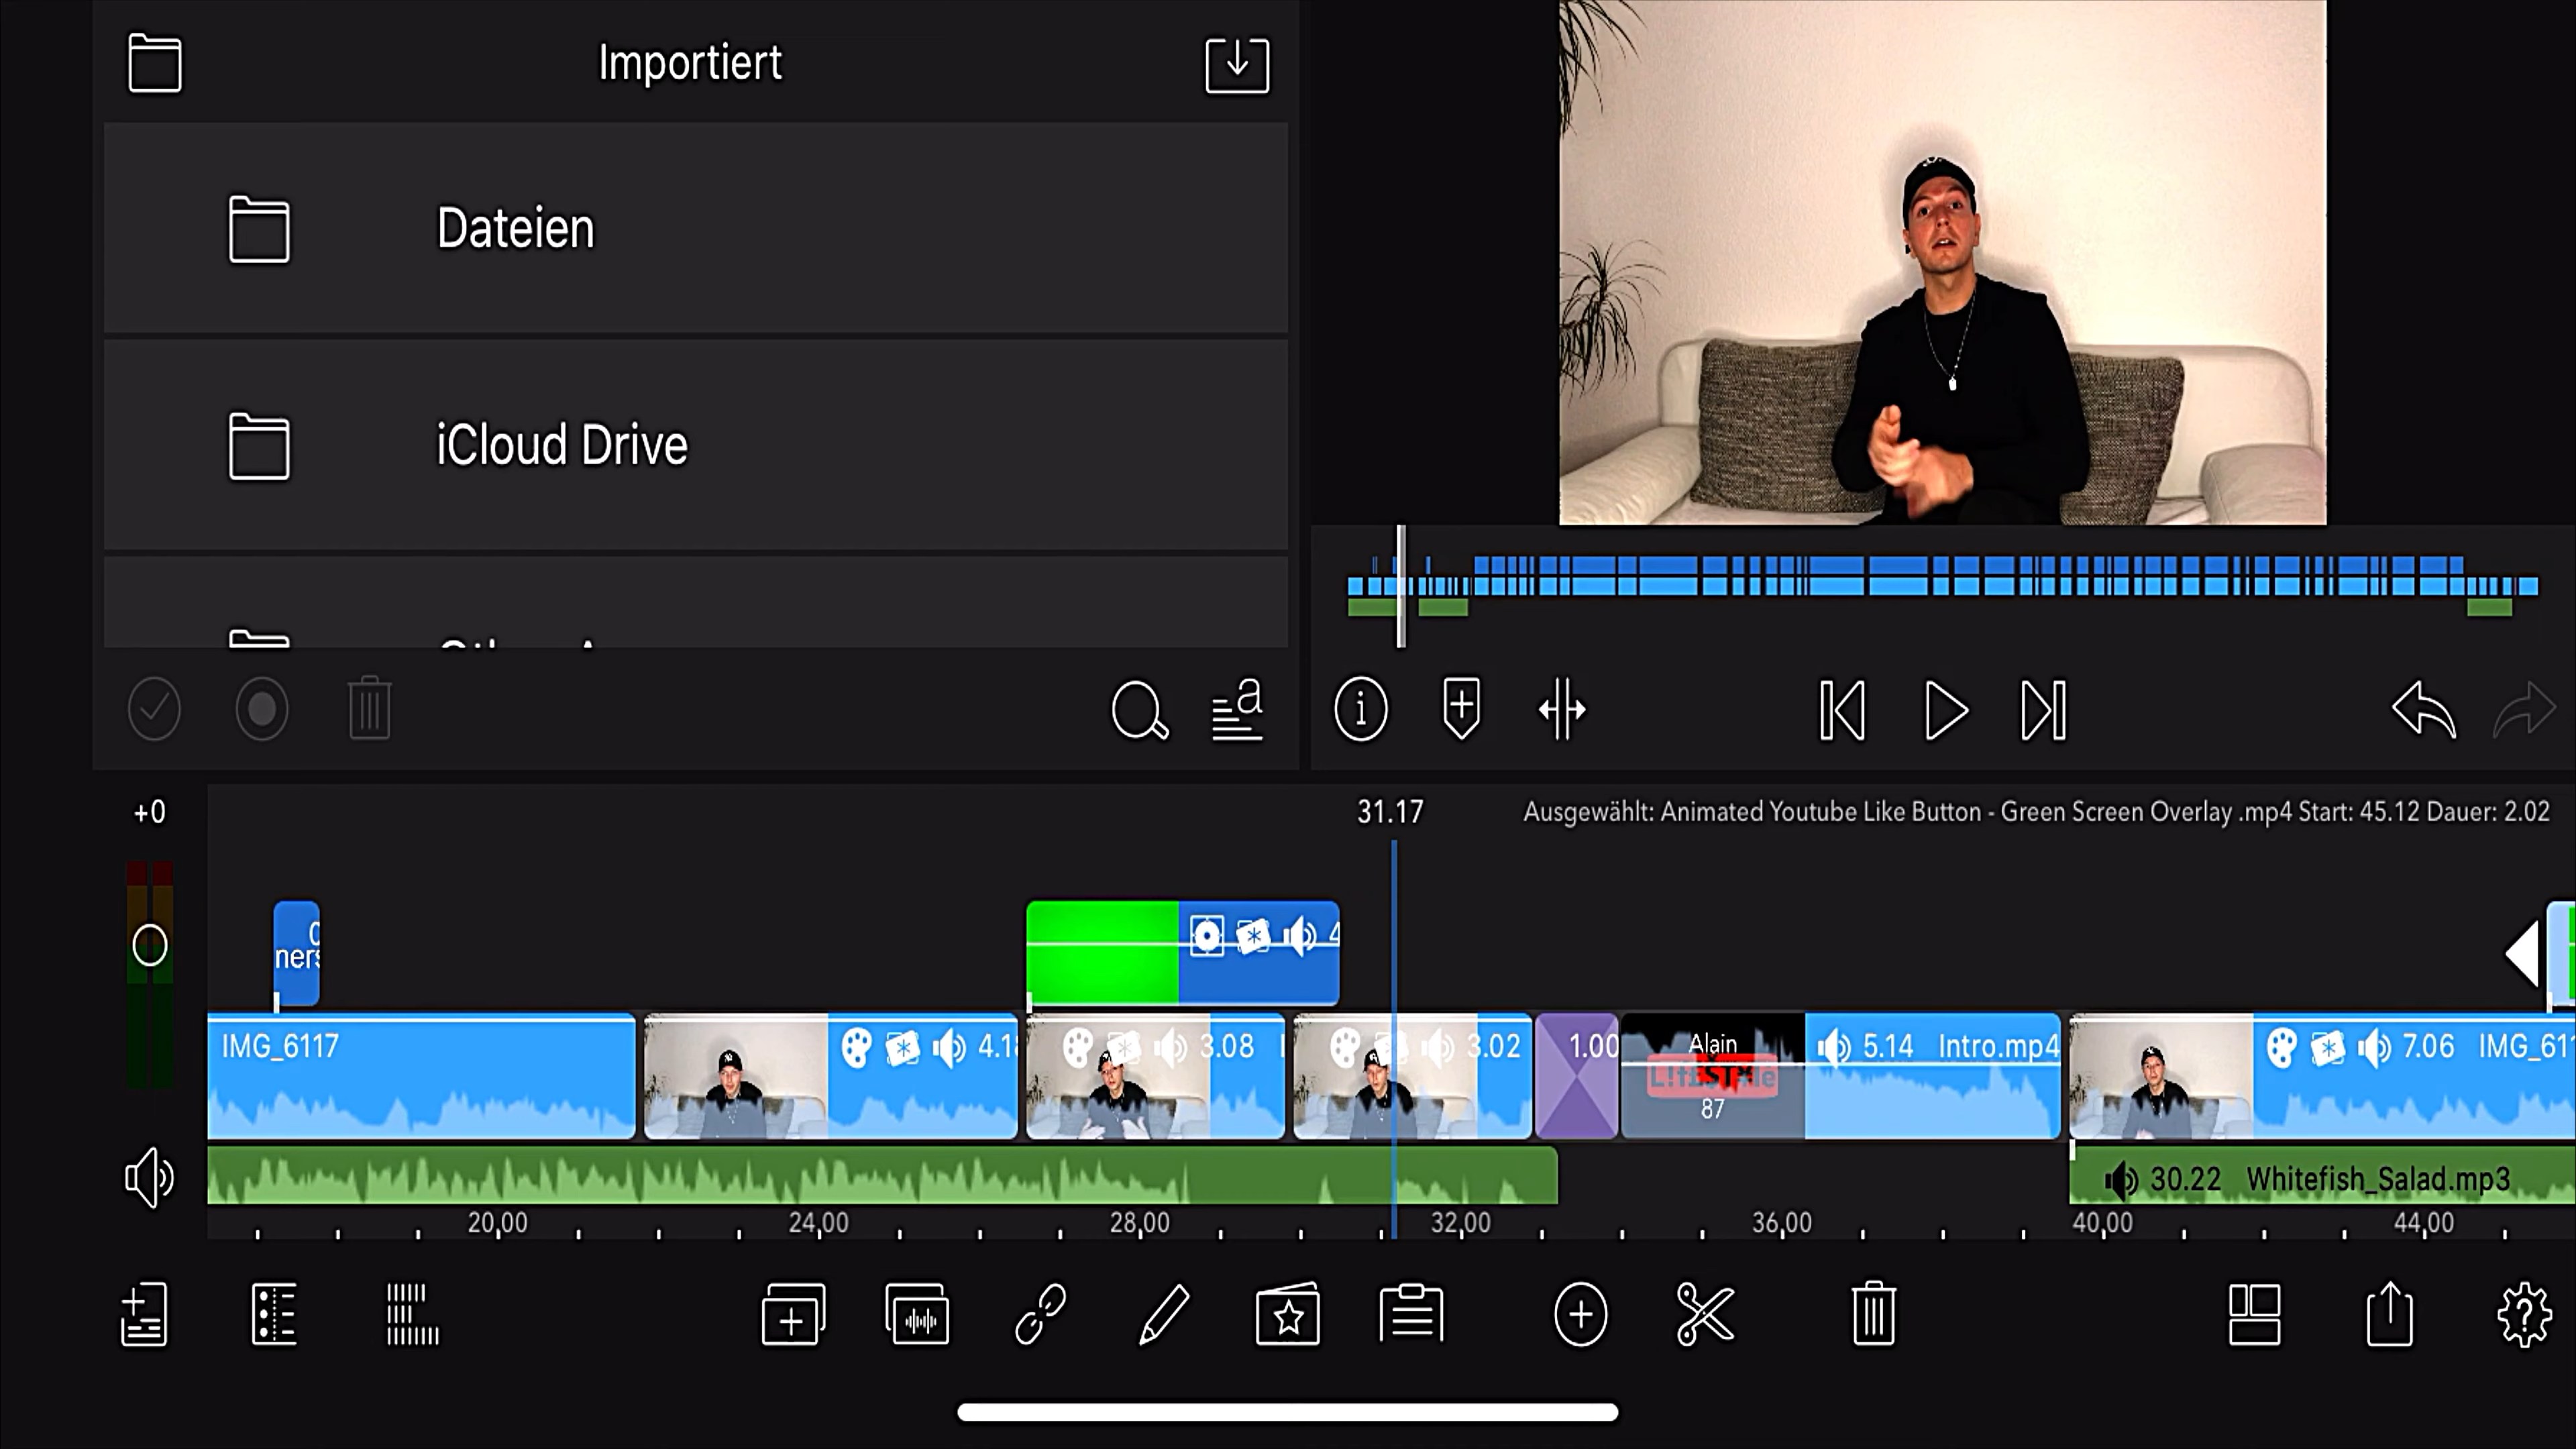 Importiert
Dateien
iCloud Drive
+0
31.17
Ausgewählt: Animated Youtube Like Button - Green Screen Overlay .mp4 Start: 45.12 Dauer: 2.02
IMG_6117
3.08
3.02
1.00
Alain
L!fESTYle
87
5.14 Intro.mp4
7.06 IMG_611
30.22 Whitefish_Salad.mp3
20,00 24,00 28,00 32,00 36,00 40,00 44,00